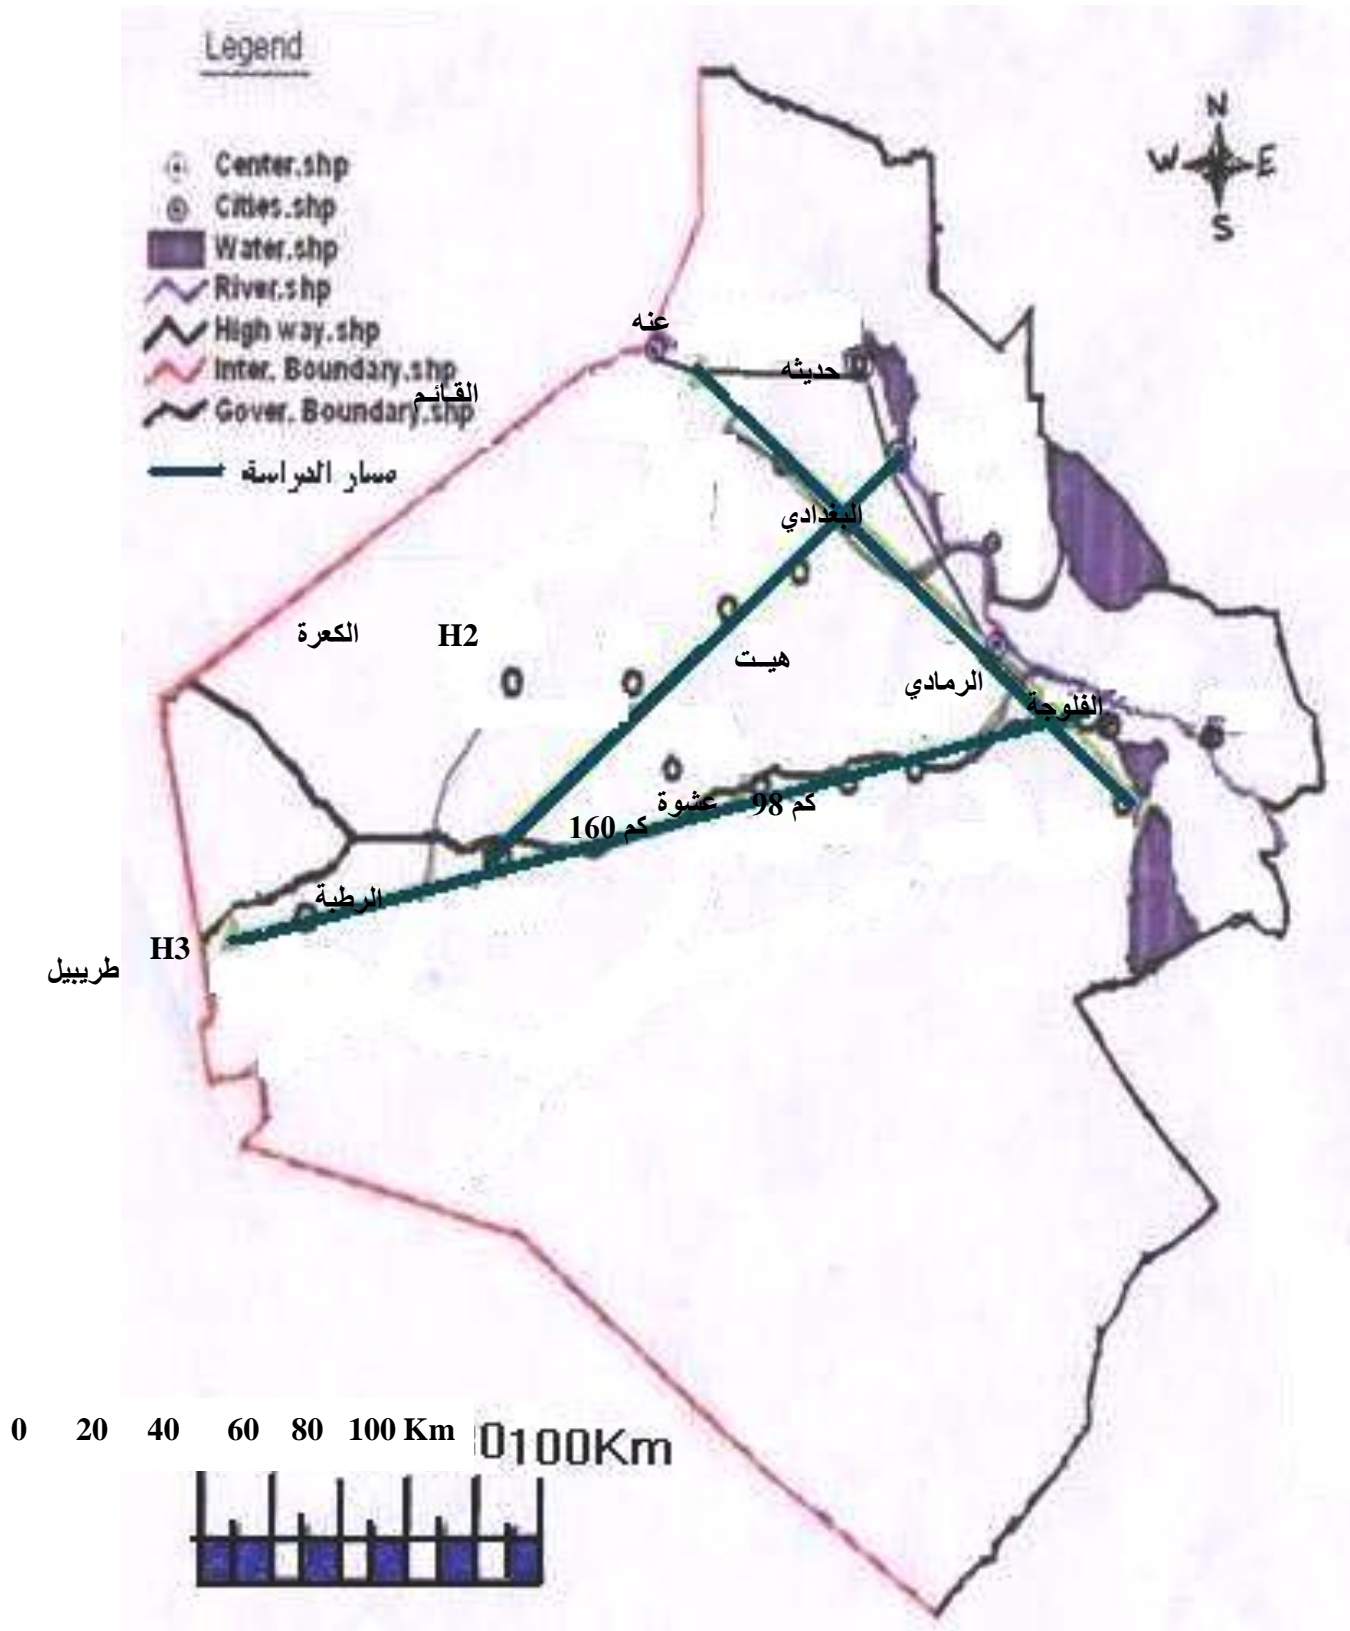 Legend
N
Center.shp
W E
Cities.shp
S
Water.shp
River.shp
عنه
High way.shp
Inter. Boundary.shp
حديثه
القائم
Gover. Boundary.shp
مسار الدراسة
البغدادي
الكعرة
H2
هيــت
الرمادي
الفلوجة
عشوة
98 كم
160 كم
الرطبة
H3
طريبيل
0 20 40 60 80 100 Km
0100Km